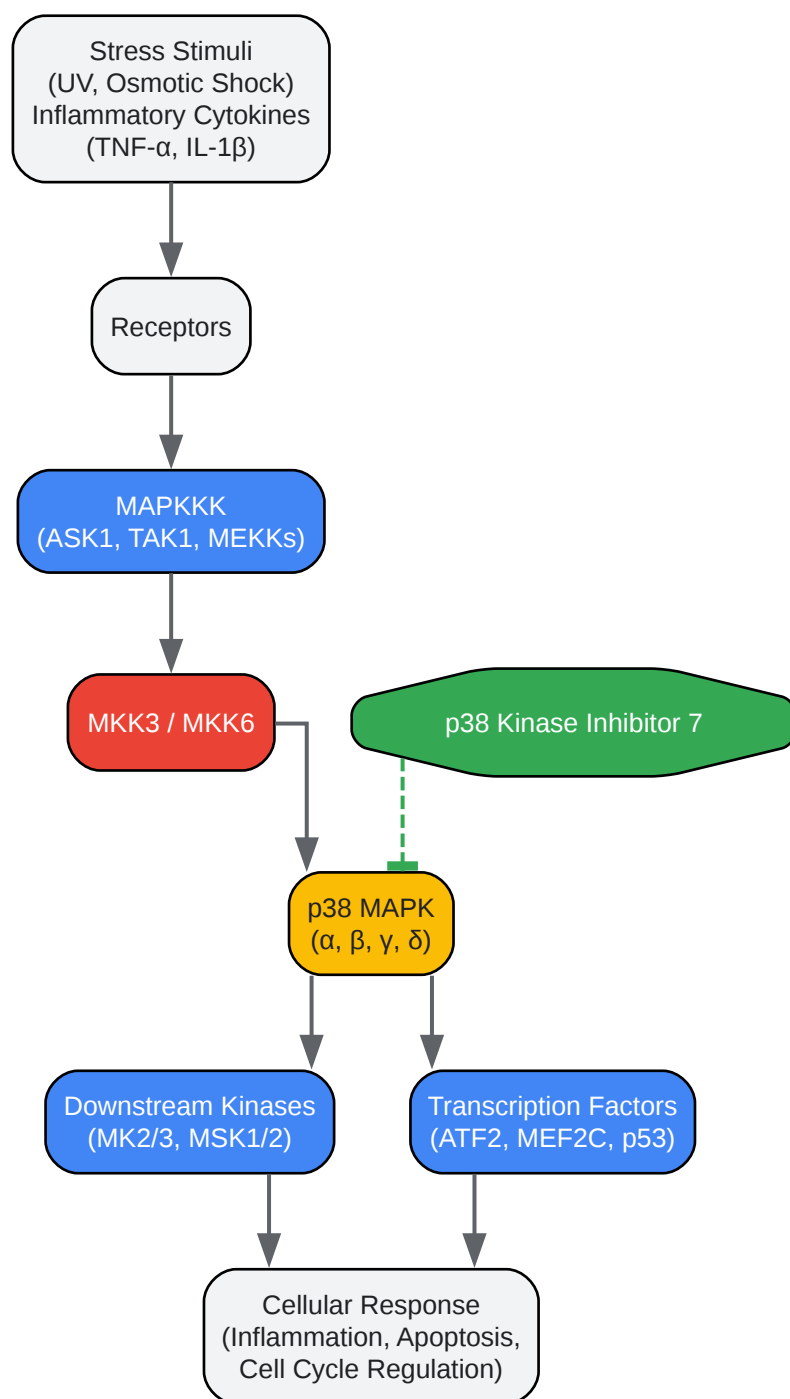 Stress Stimuli
(UV, Osmotic Shock)
Inflammatory Cytokines
(TNF-α, IL-1β)
Receptors
MAPKKK
(ASK1, TAK1, MEKKs)
MKK3 / MKK6
p38 Kinase Inhibitor 7
p38 MAPK
(α, β, γ, δ)
Downstream Kinases
(MK2/3, MSK1/2)
Transcription Factors
(ATF2, MEF2C, p53)
Cellular Response
(Inflammation, Apoptosis,
Cell Cycle Regulation)